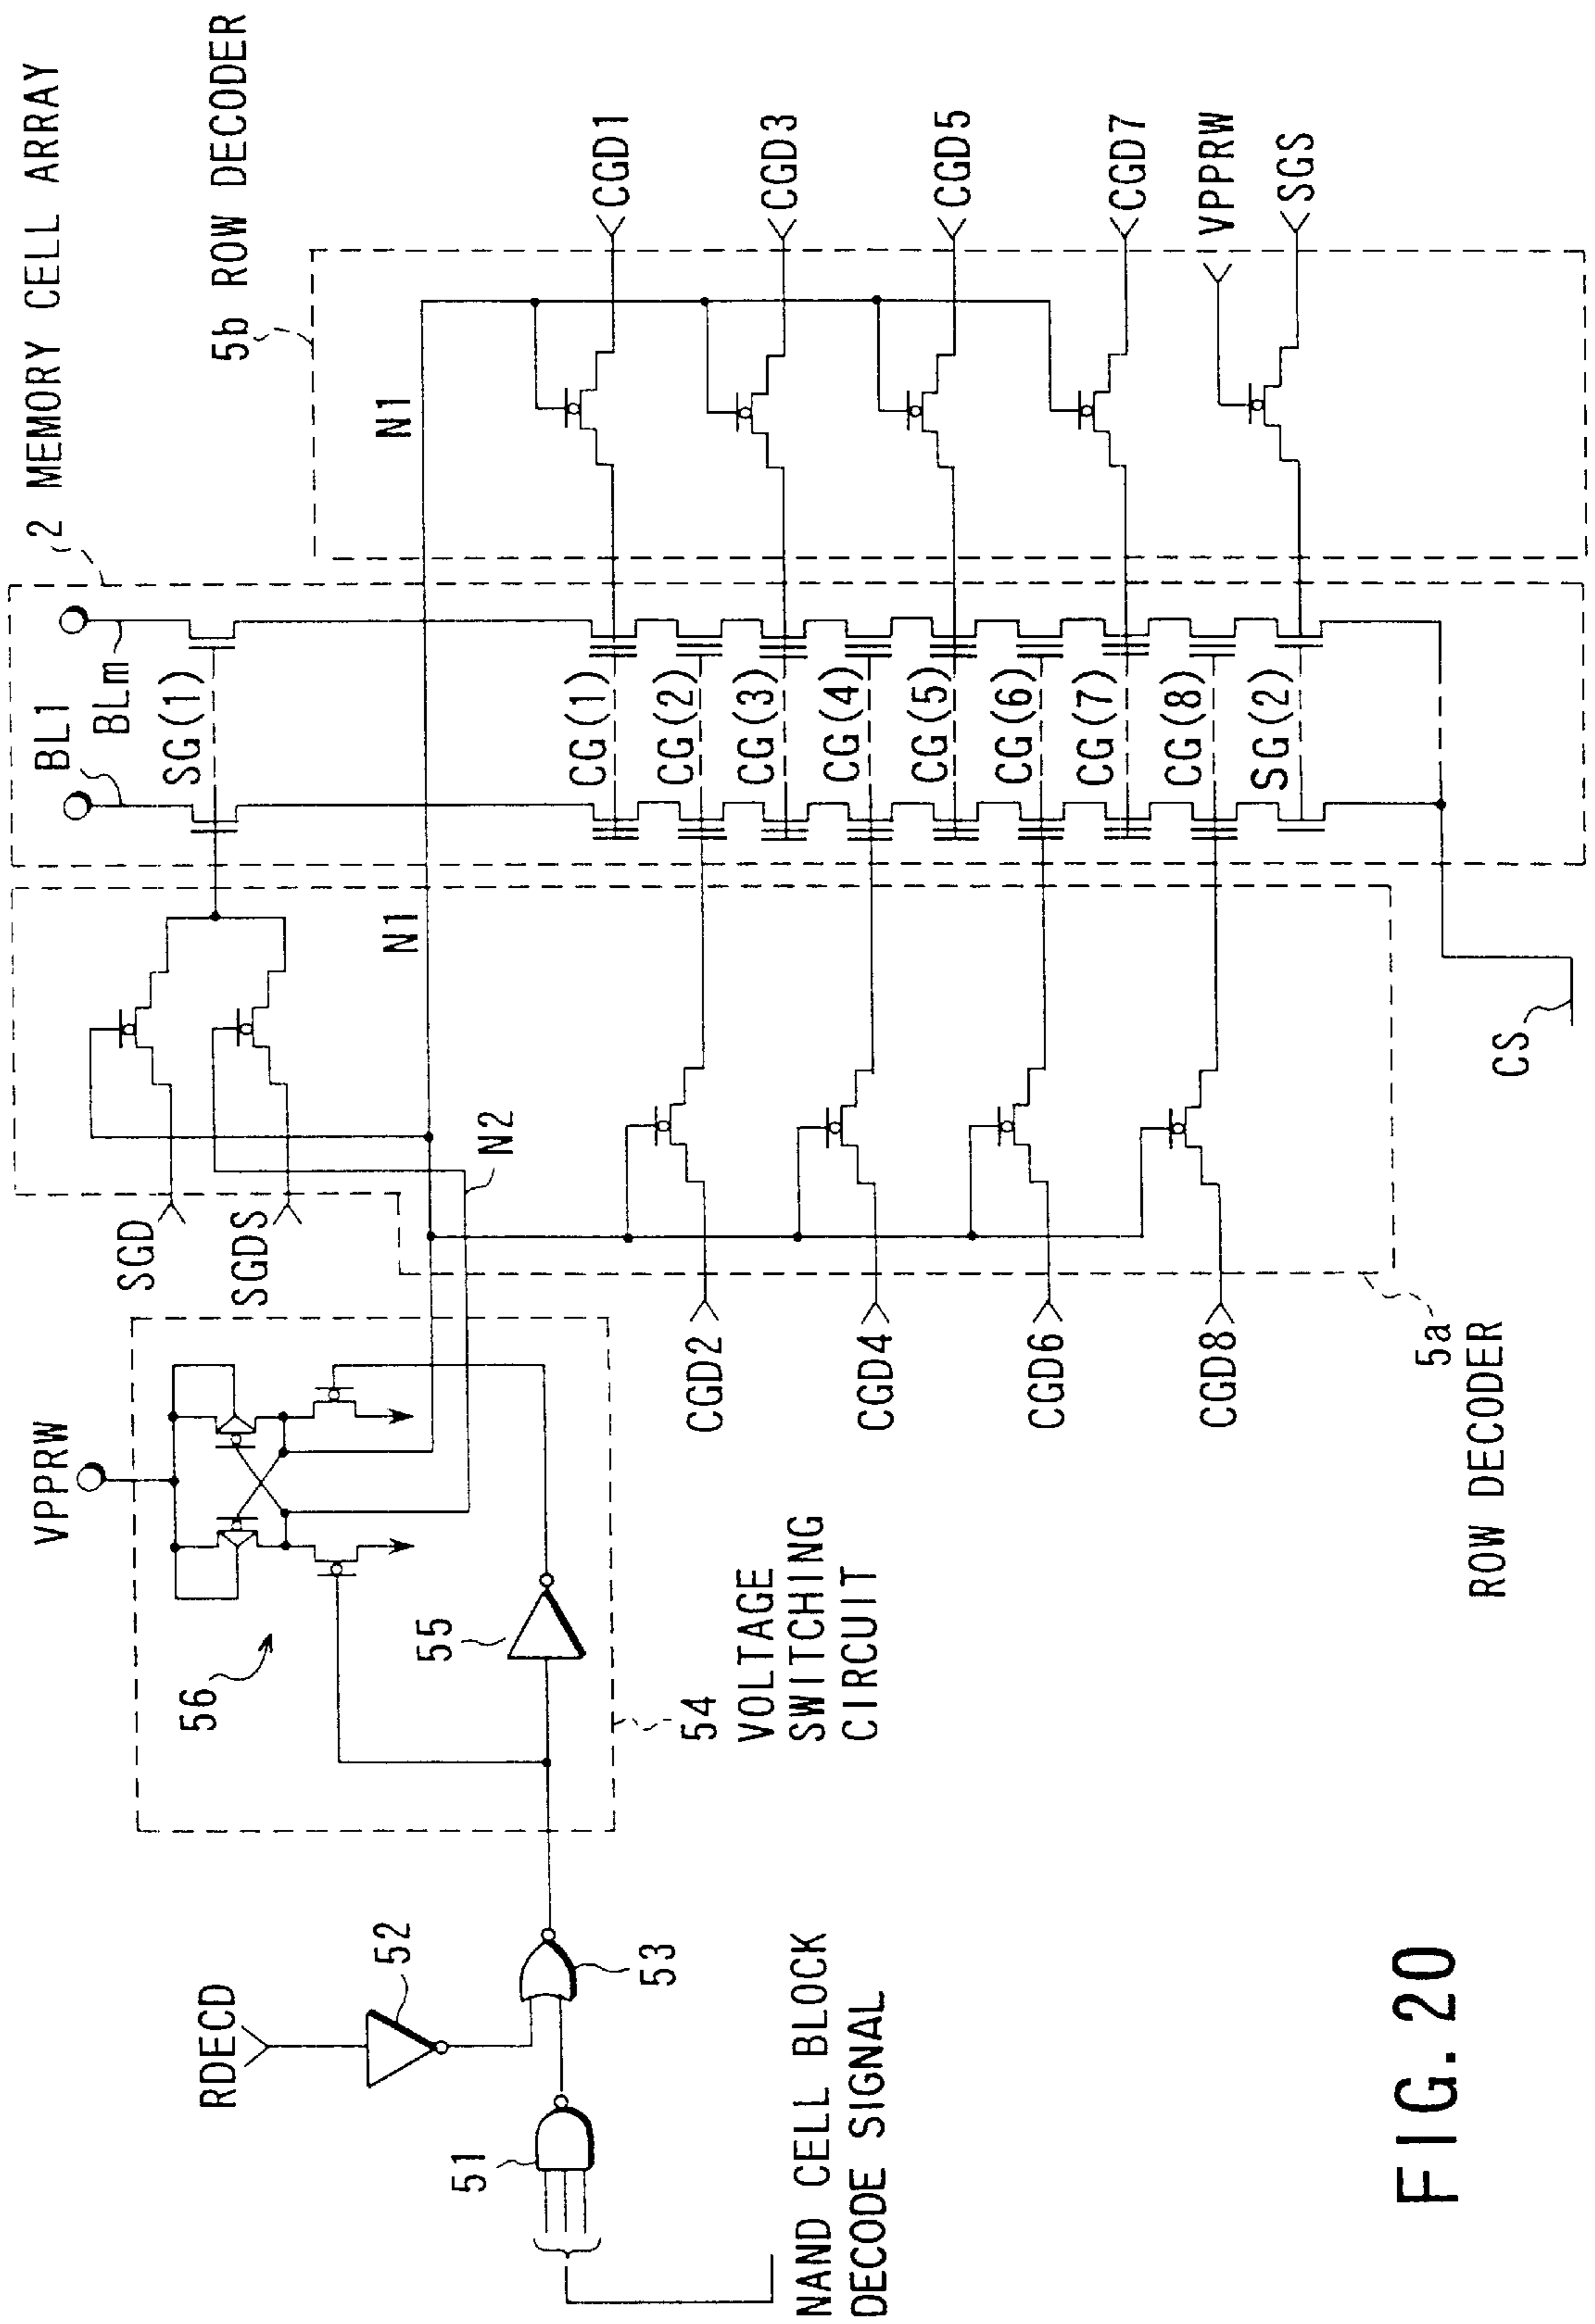 2 MEMORY CELL ARRAY
5b ROW DECODER
BL1
BLm
SG(1)
N1
N1
CG(1)
CG(2)
CG(3)
CG(4)
CG(5)
CG(6)
CG(7)
CG(8)
SG(2)
CGD1
CGD3
CGD5
CGD7
VPPRW
SGS
SGD
SGDS
N2
CGD2
CGD4
CGD6
CGD8
CS
5a
ROW DECODER
VPPRW
56
55
54
VOLTAGE
SWITCHING
CIRCUIT
RDECD
52
53
51
NAND CELL BLOCK
DECODE SIGNAL
FIG. 20